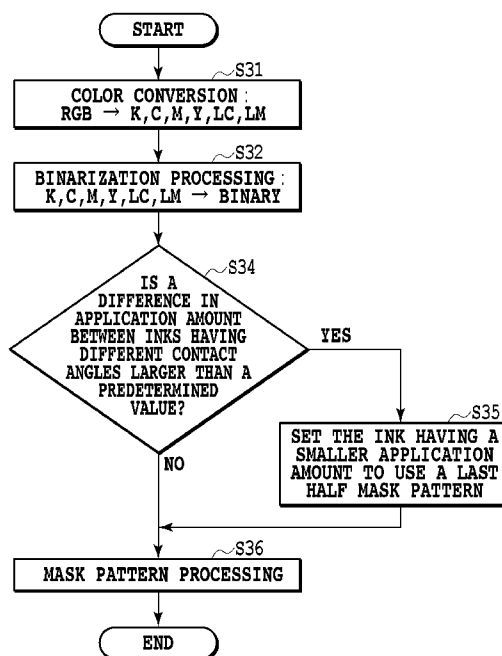 START
S31
COLOR CONVERSION:
RGB → K,C,M,Y,LC,LM
S32
BINARIZATION PROCESSING:
K,C,M,Y,LC,LM → BINARY
S34
IS A
DIFFERENCE IN
APPLICATION AMOUNT
BETWEEN INKS HAVING
DIFFERENT CONTACT
ANGLES LARGER THAN A
PREDETERMINED
VALUE?
YES
S35
SET THE INK HAVING A
SMALLER APPLICATION
AMOUNT TO USE A LAST
HALF MASK PATTERN
NO
S36
MASK PATTERN PROCESSING
END